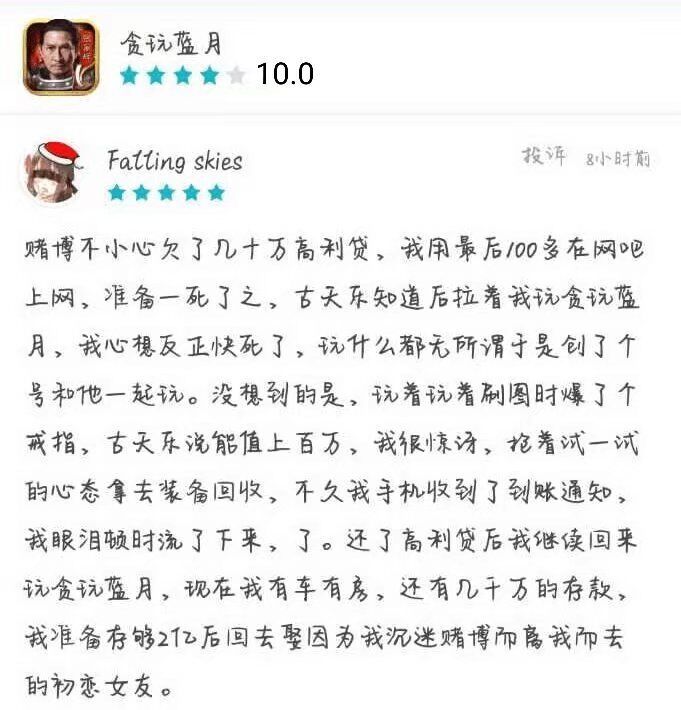 贪玩蓝月
10.0
Falling skies
投诉 8小时前
赌博不小心欠了几十万高利贷，我用最后100多在网吧
上网，准备一死了之，古天乐知道后拉着我玩贪玩蓝
月，我心想反正快死了，玩什么都无所谓于是创了个
号和他一起玩。没想到的是，玩着玩着刷图时爆了个
戒指，古天乐说能值上百万，我很惊讶，抢着试一试
的心态拿去装备回收，不久我手机收到了到账通知，
我眼泪顿时流了下来，了。还了高利贷后我继续回来
玩贪玩蓝月，现在我有车有房，还有几千万的存款，
我准备存够2亿后回去娶因为我沉迷赌博而离我而去
的初恋女友。